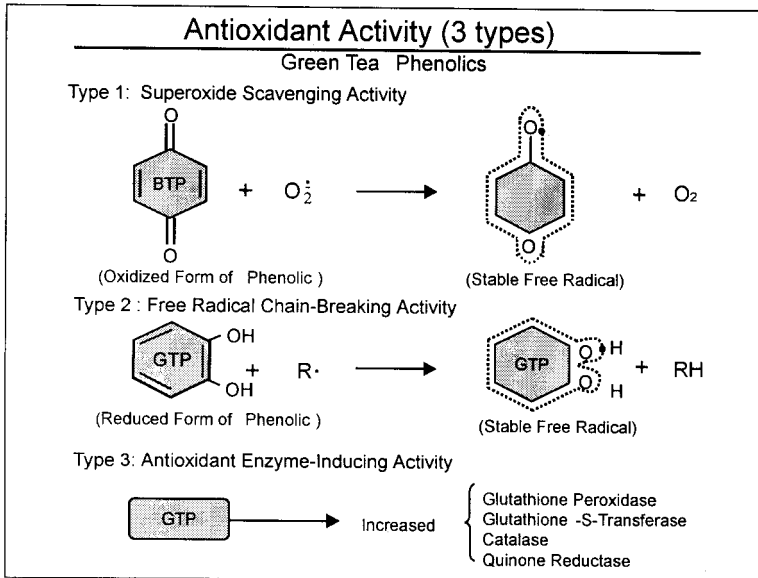 Antioxidant Activity (3 types)
Green Tea Phenolics
Type 1: Superoxide Scavenging Activity
O
BTP
O
+ O2∸
O•
O
+ O2
(Oxidized Form of Phenolic )
(Stable Free Radical)
Type 2 : Free Radical Chain-Breaking Activity
GTP
OH
OH
+ R·
GTP
O • H
O H
+ RH
(Reduced Form of Phenolic )
(Stable Free Radical)
Type 3: Antioxidant Enzyme-Inducing Activity
GTP
Increased
Glutathione Peroxidase
Glutathione -S-Transferase
Catalase
Quinone Reductase